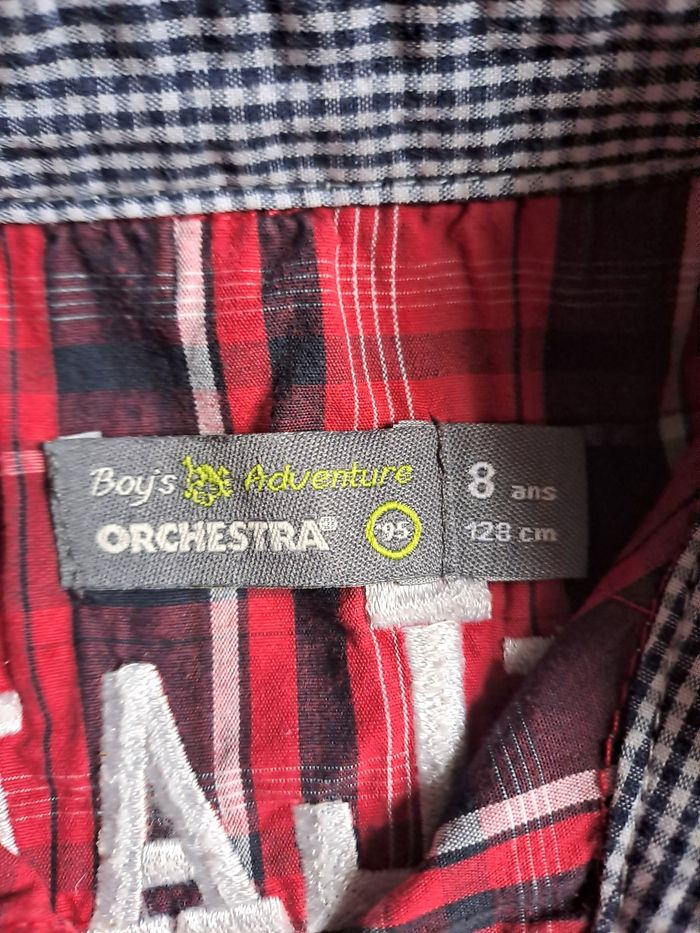 Boy's Adventure
ORCHESTRA® '95
8 ans
128 cm